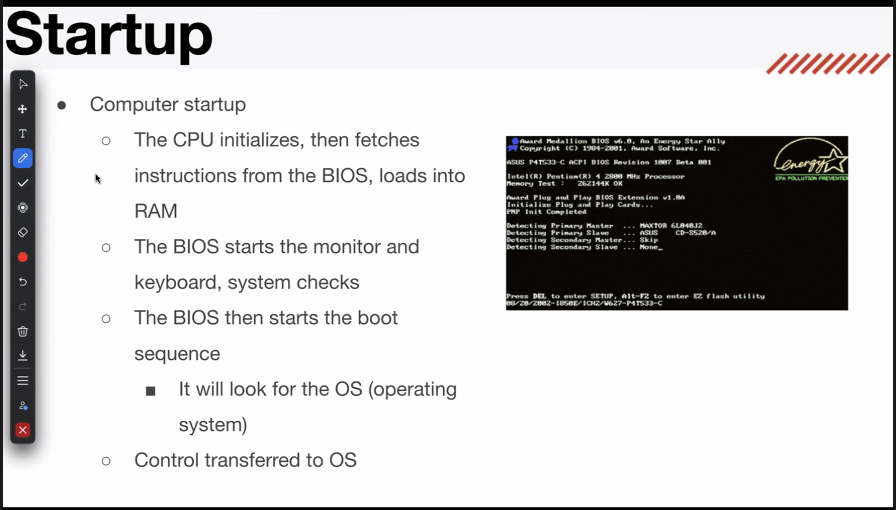 Startup
● Computer startup
○ The CPU initializes, then fetches
instructions from the BIOS, loads into
RAM
○ The BIOS starts the monitor and
keyboard, system checks
○ The BIOS then starts the boot
sequence
■ It will look for the OS (operating
system)
○ Control transferred to OS
T
Award Medallion BIOS v6.0, An Energy Star Ally
Copyright (C) 1984-2001, Award Software, Inc.
ASUS P4T533-C ACPI BIOS Revision 1007 Beta 001
Intel(R) Pentium(R) 4 2800 MHz Processor
Memory Test : 262144K OK
Award Plug and Play BIOS Extension v1.0A
Initialize Plug and Play Cards...
PNP Init Completed
Detecting Primary Master ... MAXTOR 6L040J2
Detecting Primary Slave ... ASUS CD-S520/A
Detecting Secondary Master... Skip
Detecting Secondary Slave ... None_
Press DEL to enter SETUP, Alt-F2 to enter EZ flash utility
08/20/2002-I850E/ICH2/W627-P4T533-C
energy
EPA POLLUTION PREVENTER